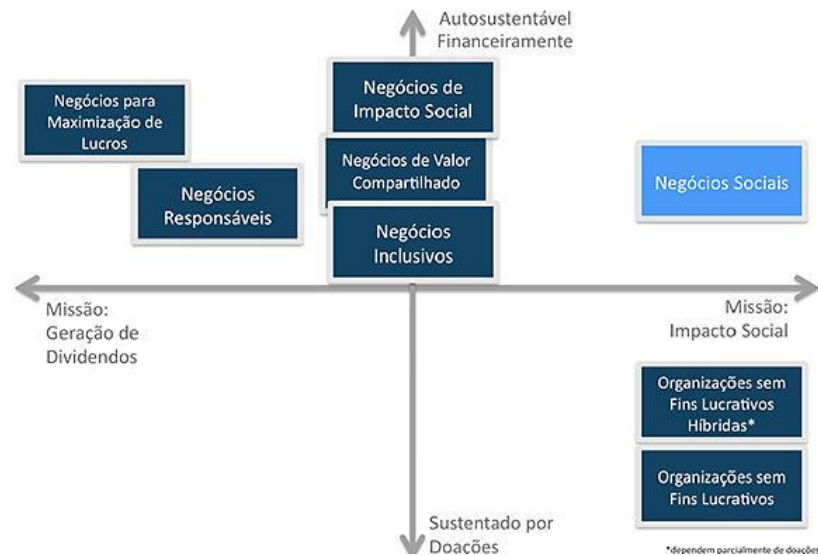 Autosustentável
Financeiramente
Negócios para
Maximização de
Lucros
Negócios de
Impacto Social
Negócios
Responsáveis
Negócios de Valor
Compartilhado
Negócios
Inclusivos
Negócios Sociais
Missão:
Geração de
Dividendos
Missão:
Impacto Social
Organizações sem
Fins Lucrativos
Híbridas*
Organizações sem
Fins Lucrativos
Sustentado por
Doações
*dependem parcialmente de doações